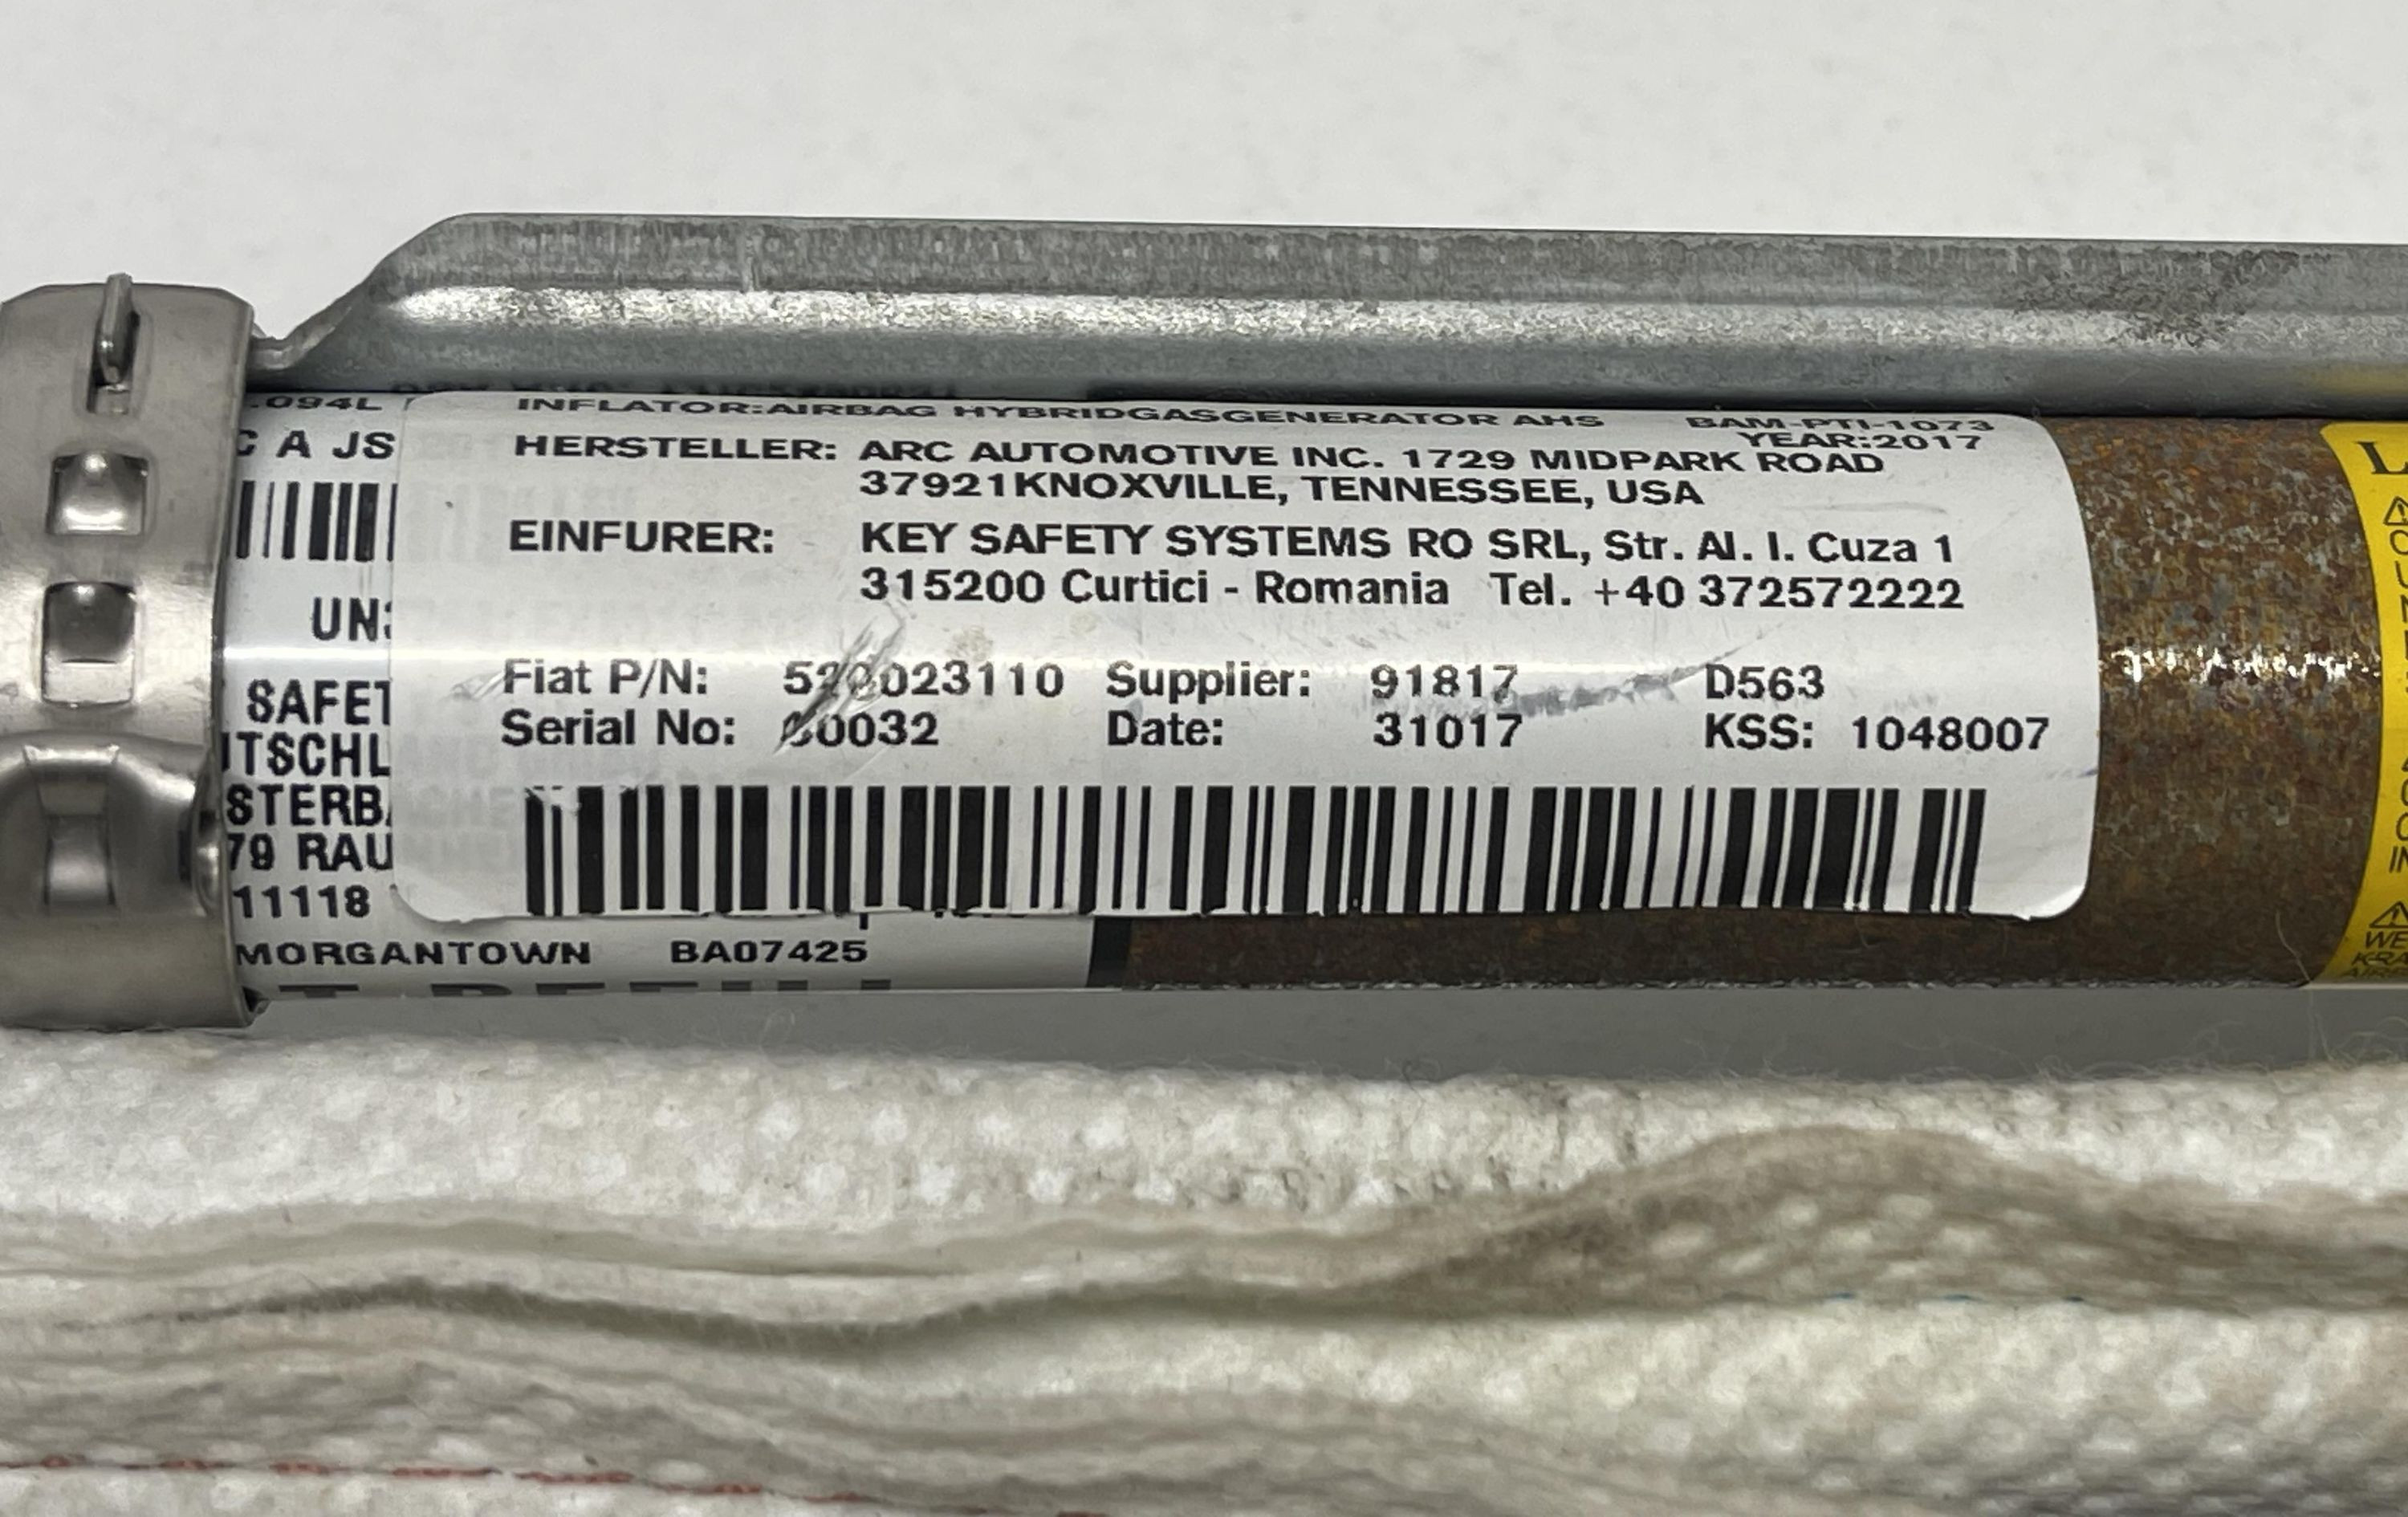 .094L
C A JS
UN
SAFET
TSCHL
STERB
79 RAU
11118
MORGANTOWN BA07425
INFLATOR:AIRBAG HYBRIDGASGENERATOR AHS BAM-PTI-1073
YEAR:2017
HERSTELLER: ARC AUTOMOTIVE INC. 1729 MIDPARK ROAD
37921KNOXVILLE, TENNESSEE, USA
EINFURER: KEY SAFETY SYSTEMS RO SRL, Str. Al. I. Cuza 1
315200 Curtici - Romania Tel. +40 372572222
Fiat P/N: Supplier: 91817 D563
Serial No: Date: 31017 KSS: 1048007